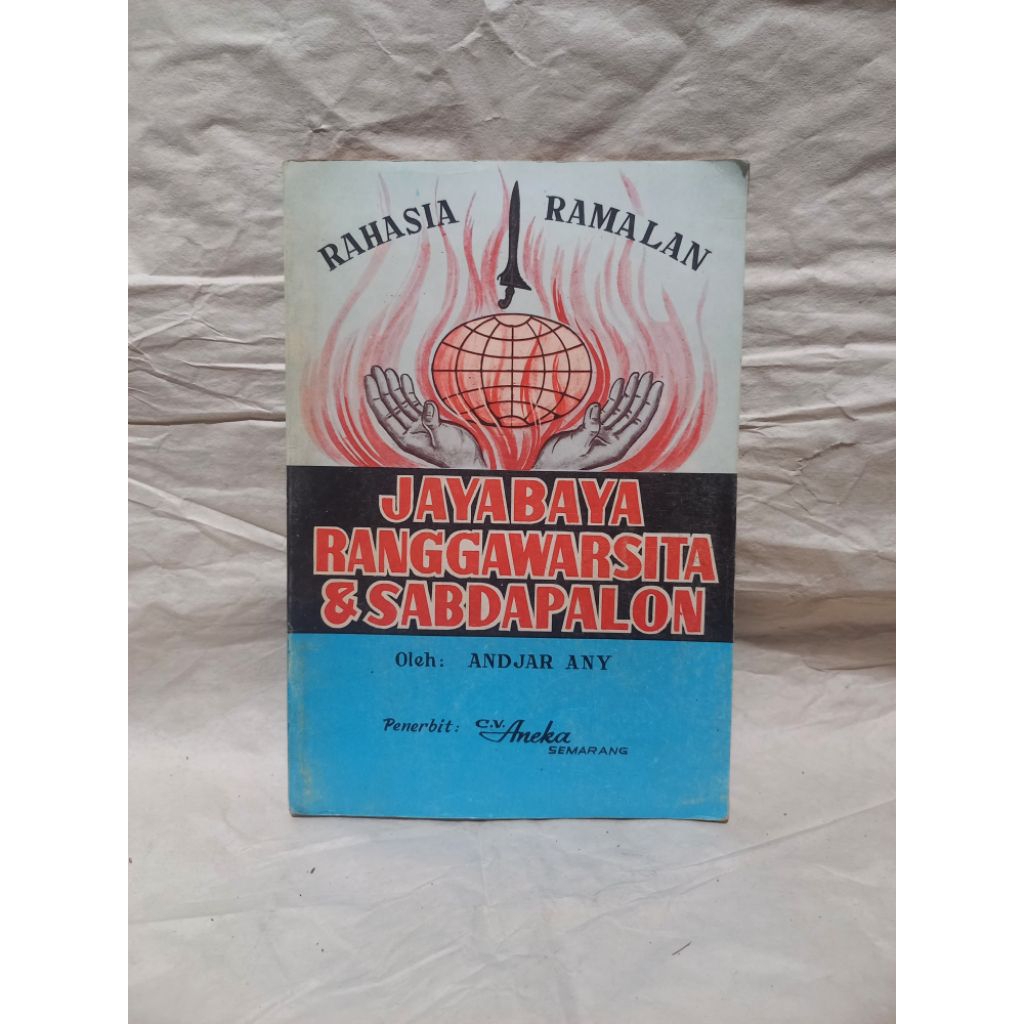 RAHASIA RAMALAN
JAYABAYA
RANGGAWARSITA
& SABDAPALON
Oleh: ANDJAR ANY
Penerbit: C.V. Aneka
SEMARANG